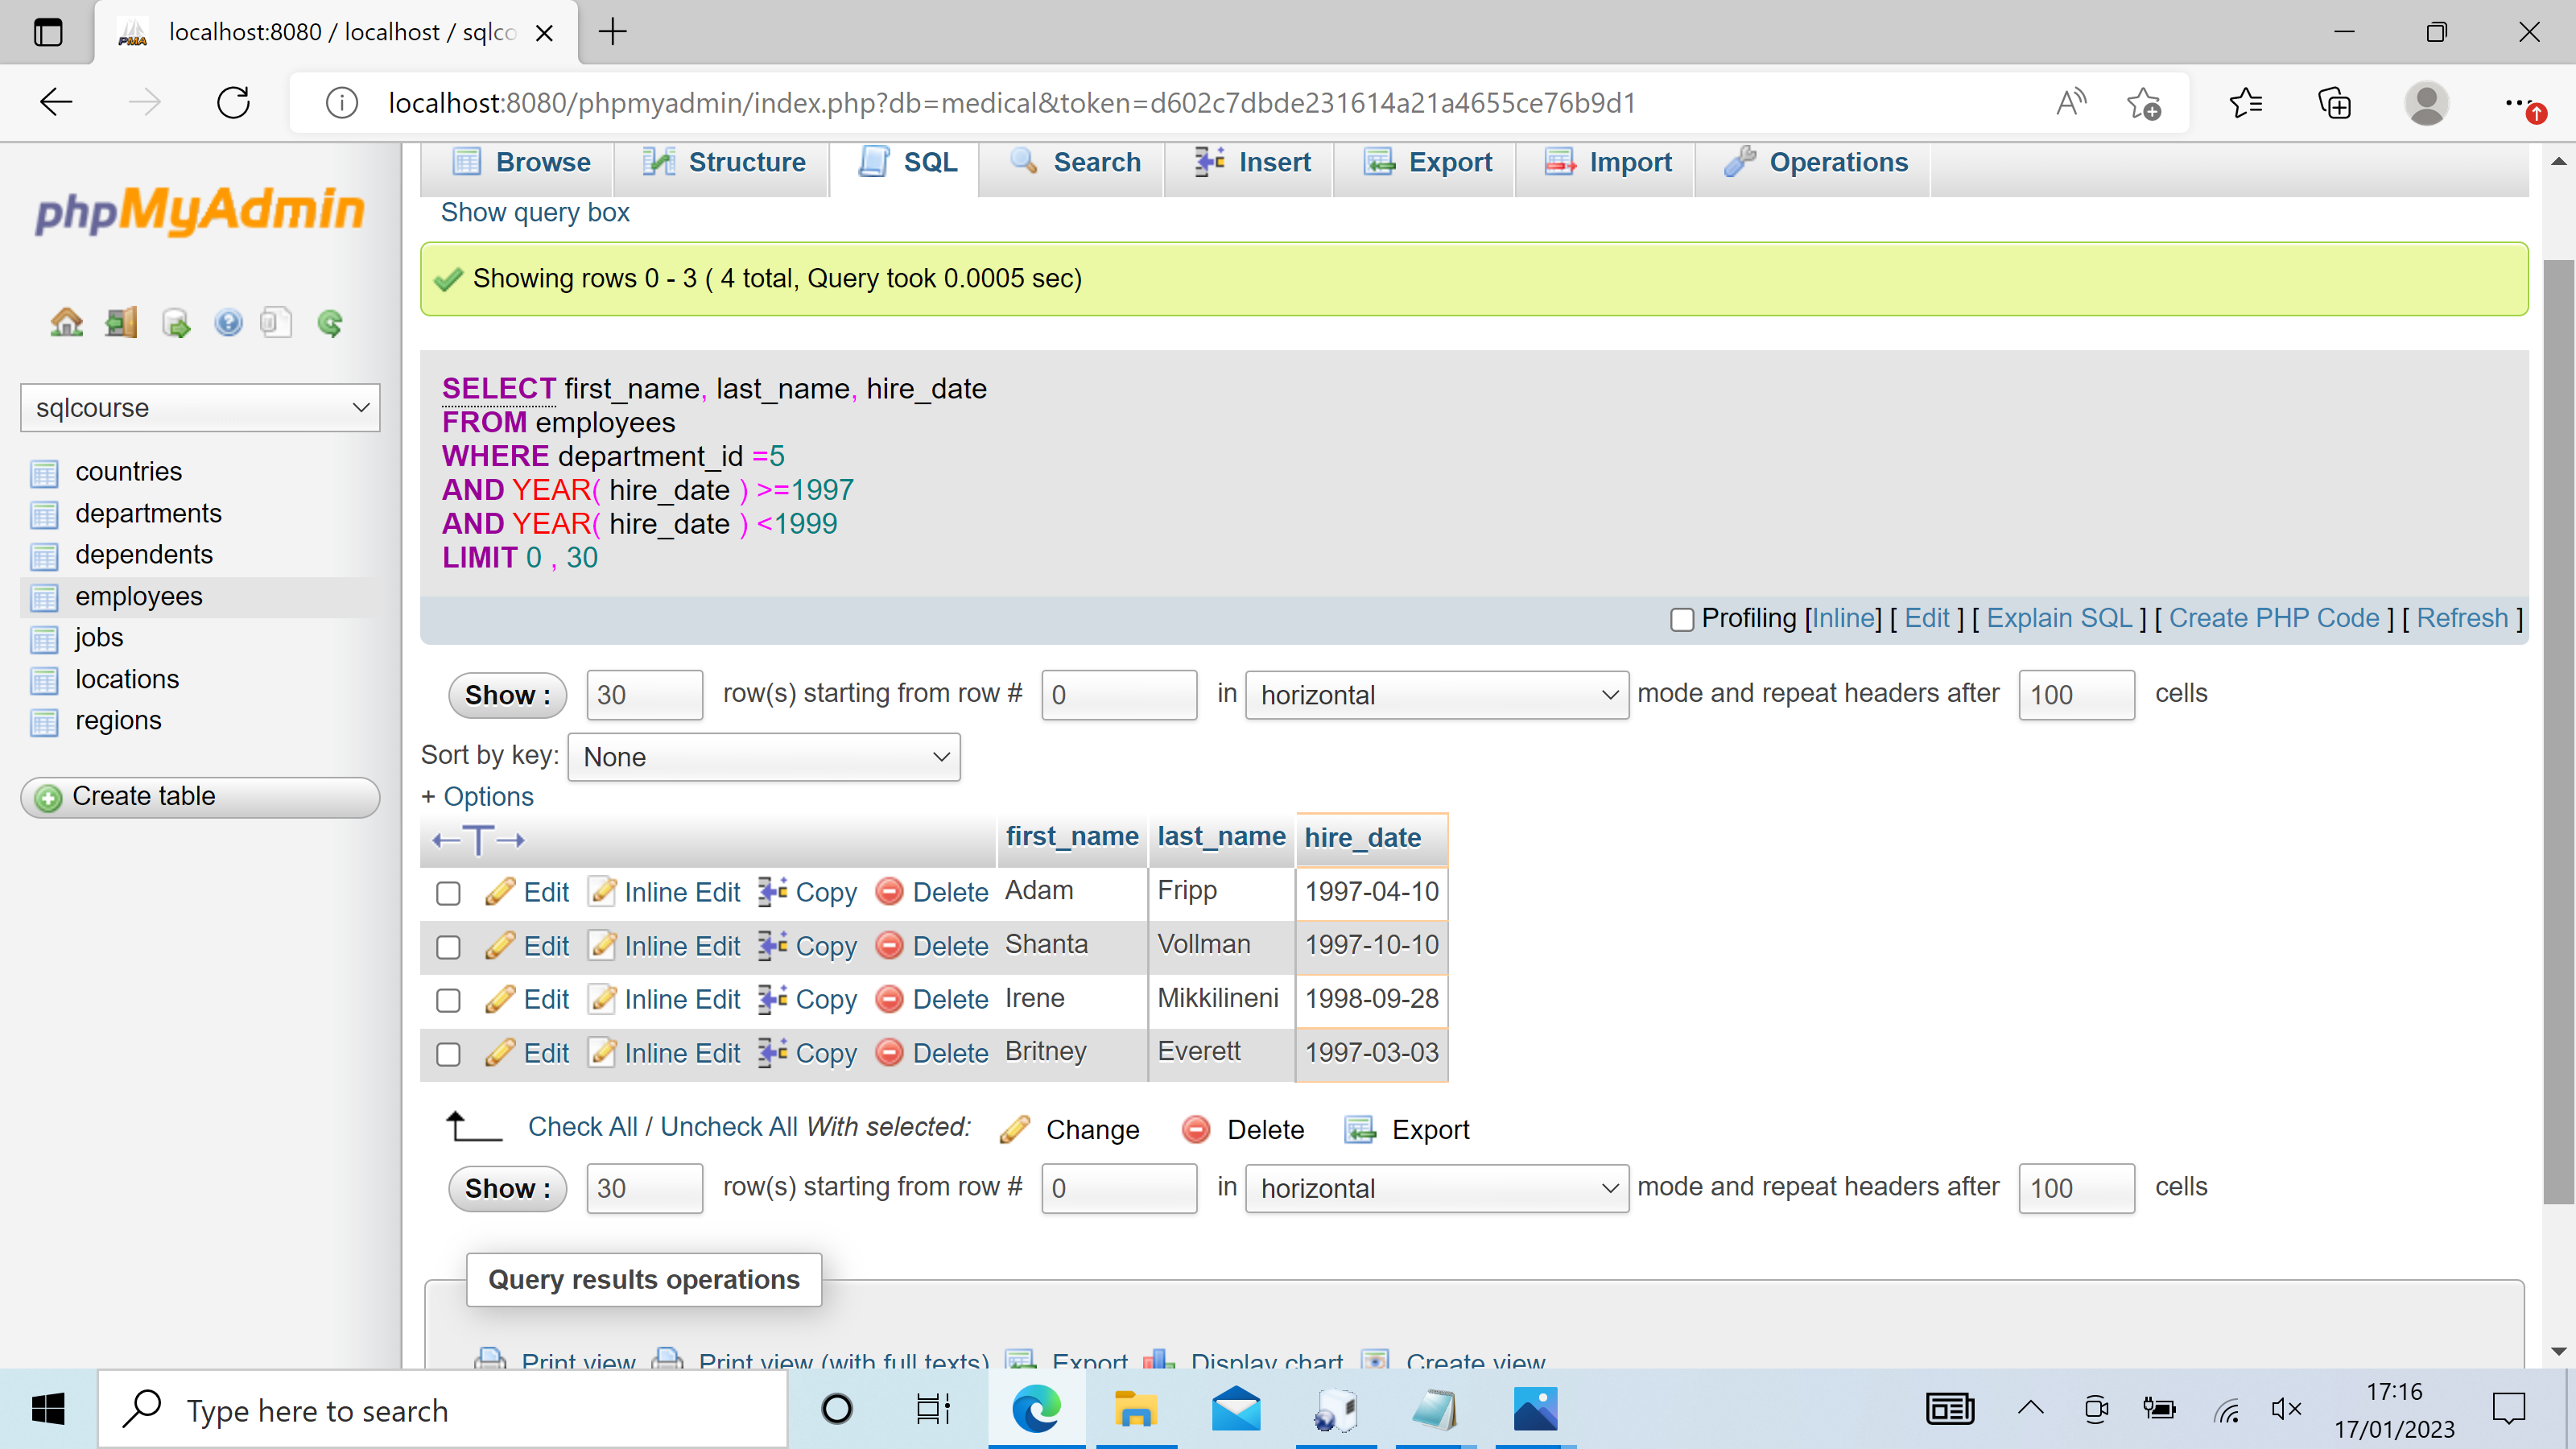 localhost:8080 / localhost / sqlco
localhost:8080/phpmyadmin/index.php?db=medical&token=d602c7dbde231614a21a4655ce76b9d1
phpMyAdmin
sqlcourse
countries
departments
dependents
employees
jobs
locations
regions
Create table
Browse Structure SQL Search Insert Export Import Operations
Show query box
Showing rows 0 - 3 ( 4 total, Query took 0.0005 sec)
SELECT first_name, last_name, hire_date
FROM employees
WHERE department_id =5
AND YEAR( hire_date ) >=1997
AND YEAR( hire_date ) <1999
LIMIT 0 , 30
Profiling [Inline] [ Edit ] [ Explain SQL ] [ Create PHP Code ] [ Refresh ]
Show : 30 row(s) starting from row # 0 in horizontal mode and repeat headers after 100 cells
Sort by key: None
+ Options
←T→ first_name last_name hire_date
Edit Inline Edit Copy Delete Adam Fripp 1997-04-10
Edit Inline Edit Copy Delete Shanta Vollman 1997-10-10
Edit Inline Edit Copy Delete Irene Mikkilineni 1998-09-28
Edit Inline Edit Copy Delete Britney Everett 1997-03-03
Check All / Uncheck All With selected: Change Delete Export
Show : 30 row(s) starting from row # 0 in horizontal mode and repeat headers after 100 cells
Query results operations
Print view Print view (with full texts) Export Display chart Create view
Type here to search
17:16
17/01/2023